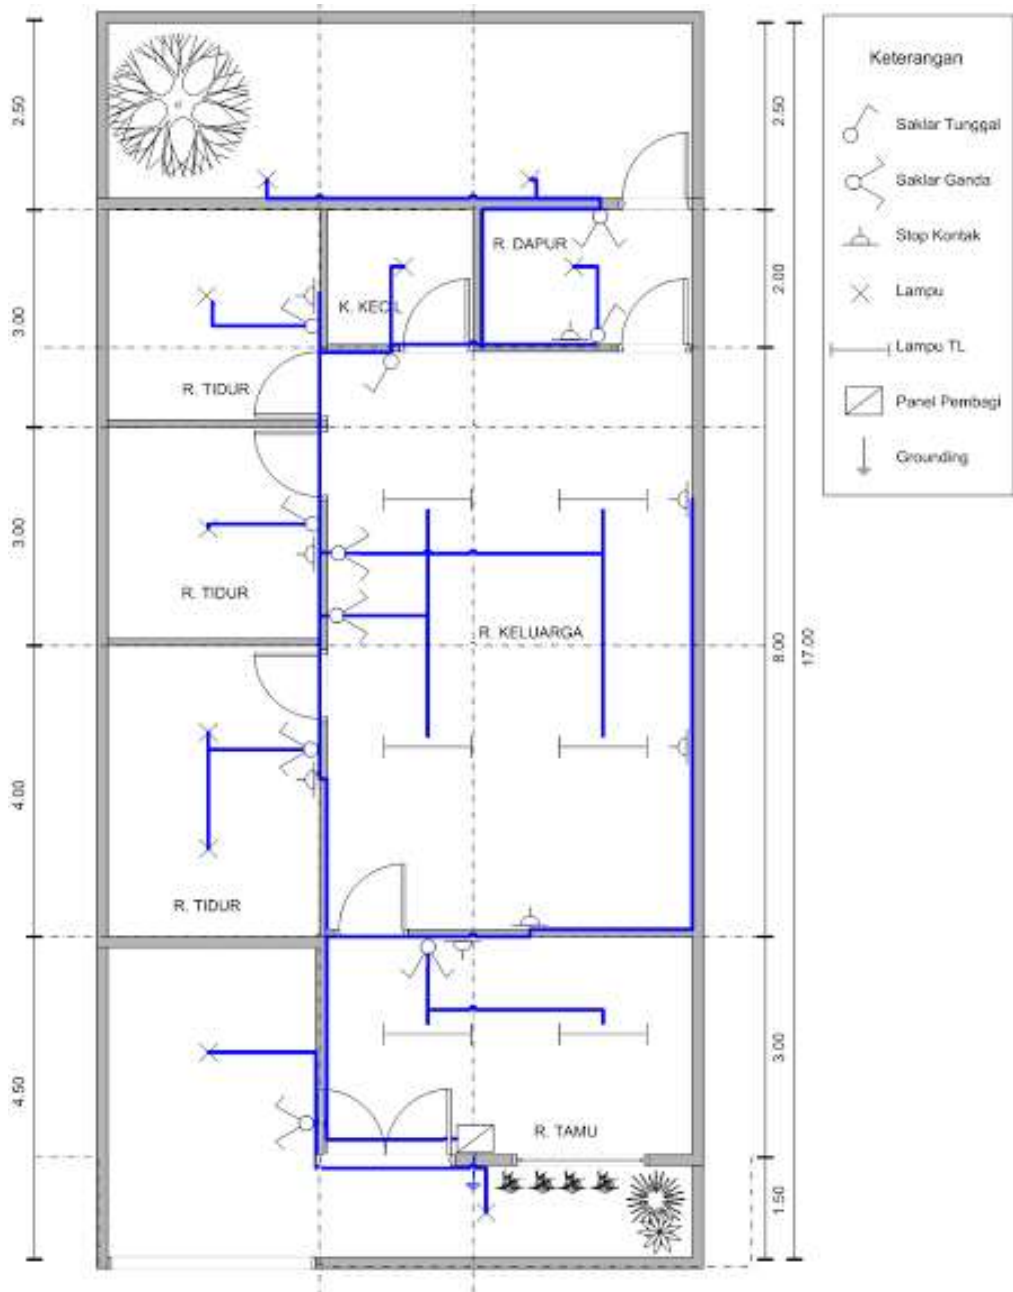 Keterangan
Saklar Tunggal
Saklar Ganda
Stop Kontak
Lampu
Lampu TL
Panel Pembagi
Grounding
2.50
3.00
3.00
4.00
4.50
2.50
2.00
8.00
17.00
3.00
1.50
R. DAPUR
K. KECIL
R. TIDUR
R. TIDUR
R. KELUARGA
R. TIDUR
R. TAMU